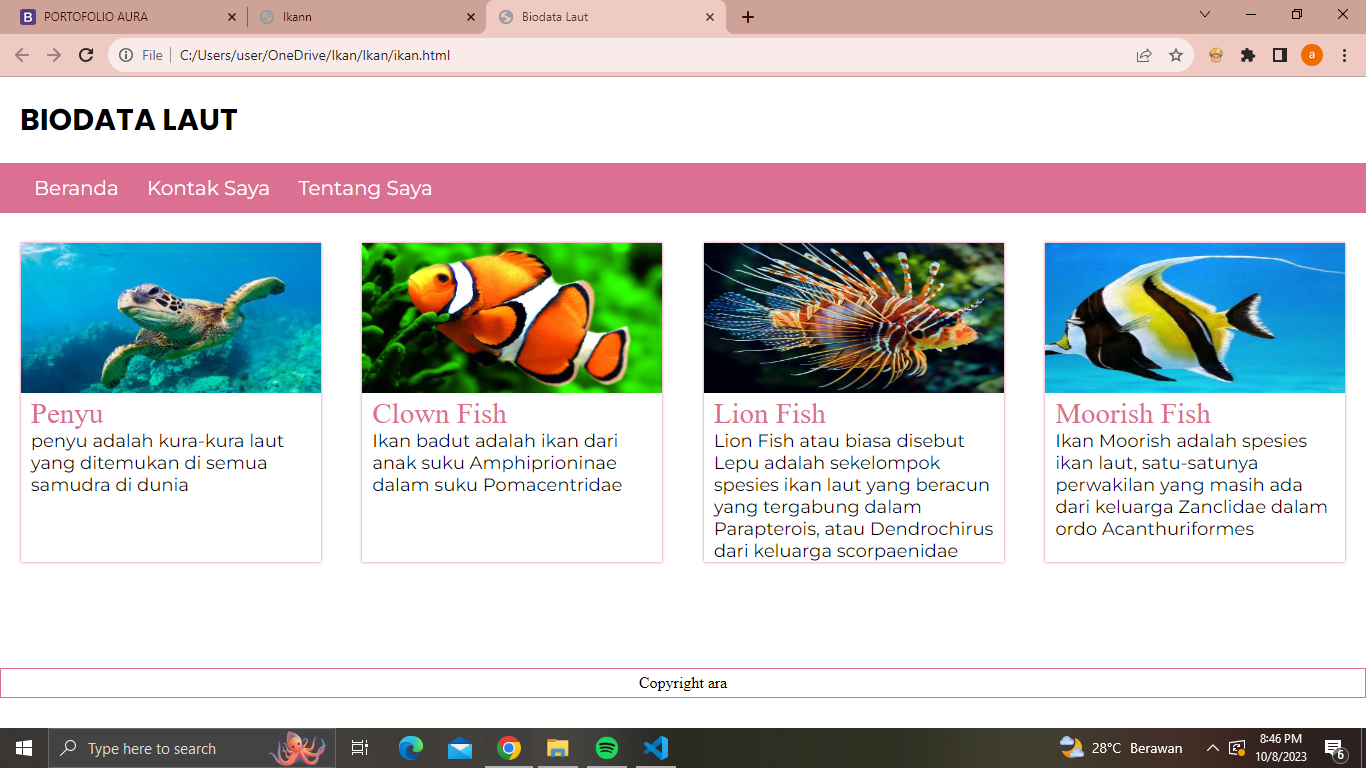 PORTOFOLIO AURA
Ikann
Biodata Laut
File
C:/Users/user/OneDrive/Ikan/Ikan/ikan.html
a
BIODATA LAUT
Beranda Kontak Saya Tentang Saya
Penyu
penyu adalah kura-kura laut
yang ditemukan di semua
samudra di dunia
Clown Fish
Ikan badut adalah ikan dari
anak suku Amphiprioninae
dalam suku Pomacentridae
Lion Fish
Lion Fish atau biasa disebut
Lepu adalah sekelompok
spesies ikan laut yang beracun
yang tergabung dalam
Parapterois, atau Dendrochirus
dari keluarga scorpaenidae
Moorish Fish
Ikan Moorish adalah spesies
ikan laut, satu-satunya
perwakilan yang masih ada
dari keluarga Zanclidae dalam
ordo Acanthuriformes
Copyright ara
Type here to search
28°C Berawan
8:46 PM
10/8/2023
6